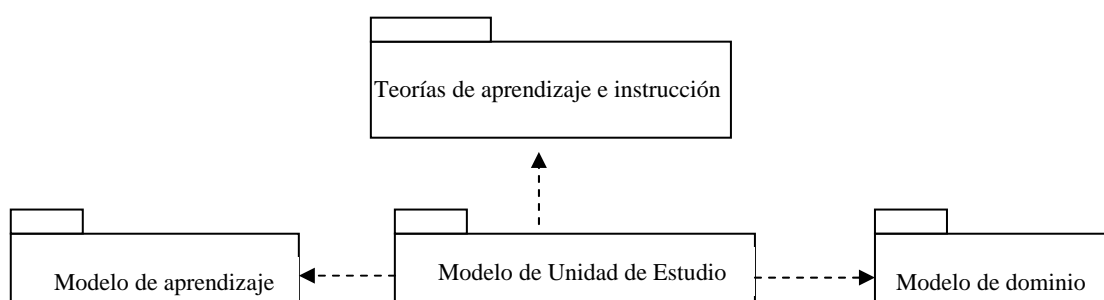 Teorías de aprendizaje e instrucción
Modelo de aprendizaje
Modelo de Unidad de Estudio
Modelo de dominio